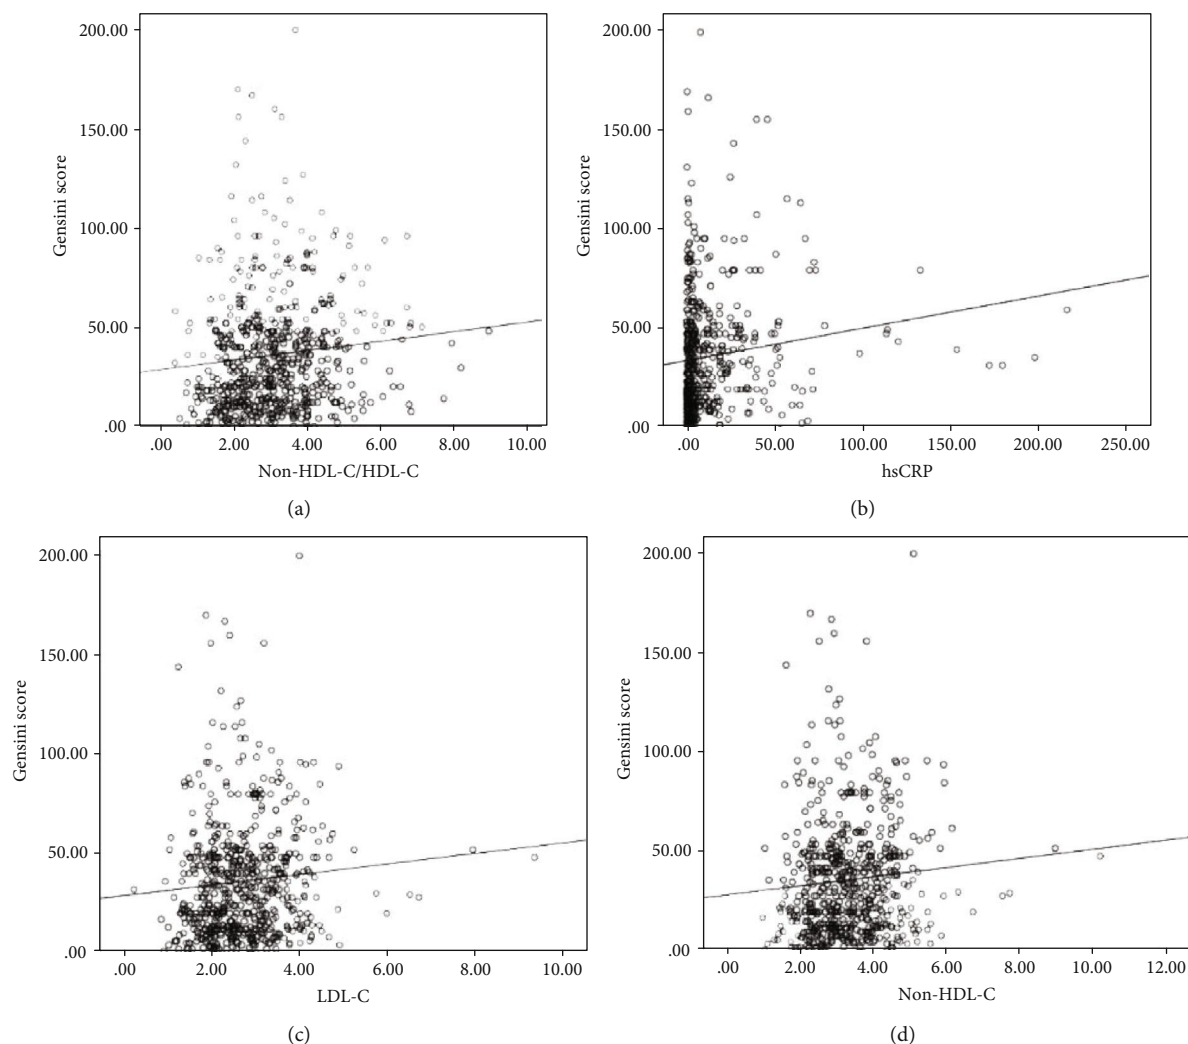 200.00
150.00
100.00
50.00
.00
Gensini score
.00 2.00 4.00 6.00 8.00 10.00
Non-HDL-C/HDL-C
(a)
200.00
150.00
100.00
50.00
.00
Gensini score
.00 50.00 100.00 150.00 200.00 250.00
hsCRP
(b)
200.00
150.00
100.00
50.00
.00
Gensini score
.00 2.00 4.00 6.00 8.00 10.00
LDL-C
(c)
200.00
150.00
100.00
50.00
.00
Gensini score
.00 2.00 4.00 6.00 8.00 10.00 12.00
Non-HDL-C
(d)